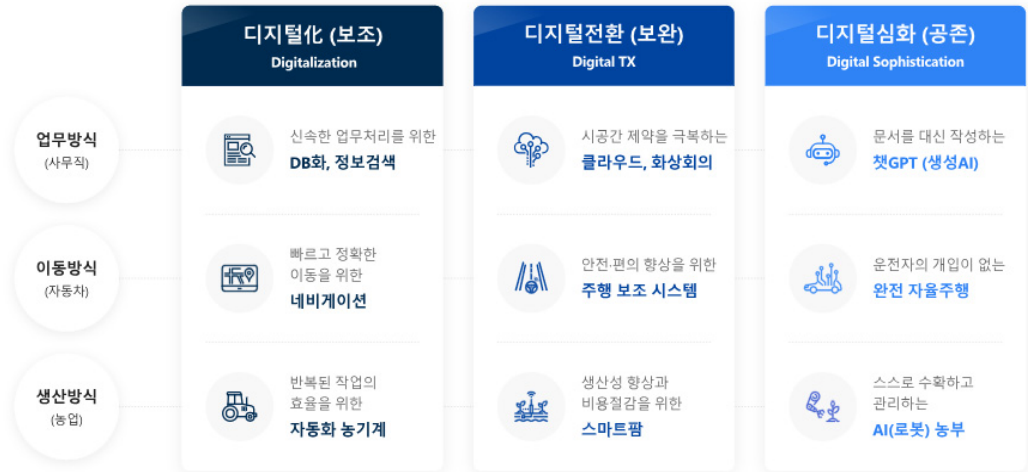 디지털化 (보조)
Digitalization
디지털전환 (보완)
Digital TX
디지털심화 (공존)
Digital Sophistication
업무방식
(사무직)
신속한 업무처리를 위한
DB화, 정보검색
시공간 제약을 극복하는
클라우드, 화상회의
문서를 대신 작성하는
챗GPT (생성AI)
이동방식
(자동차)
빠르고 정확한
이동을 위한
네비게이션
안전·편의 향상을 위한
주행 보조 시스템
운전자의 개입이 없는
완전 자율주행
생산방식
(농업)
반복된 작업의
효율을 위한
자동화 농기계
생산성 향상과
비용절감을 위한
스마트팜
스스로 수확하고
관리하는
AI(로봇) 농부